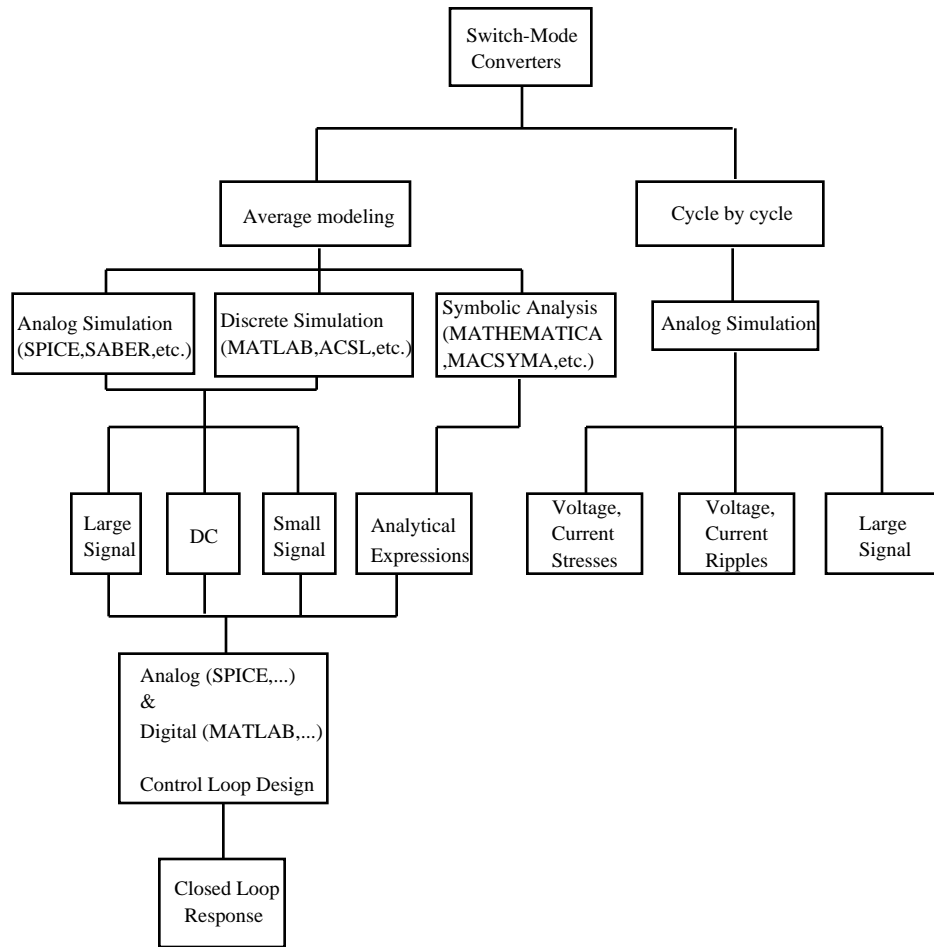 Switch-Mode
Converters
Average modeling
Cycle by cycle
Analog Simulation
(SPICE,SABER,etc.)
Discrete Simulation
(MATLAB,ACSL,etc.)
Symbolic Analysis
(MATHEMATICA
,MACSYMA,etc.)
Analog Simulation
Large
Signal
DC
Small
Signal
Analytical
Expressions
Voltage,
Current
Stresses
Voltage,
Current
Ripples
Large
Signal
Analog (SPICE,...)
&
Digital (MATLAB,...)
Control Loop Design
Closed Loop
Response